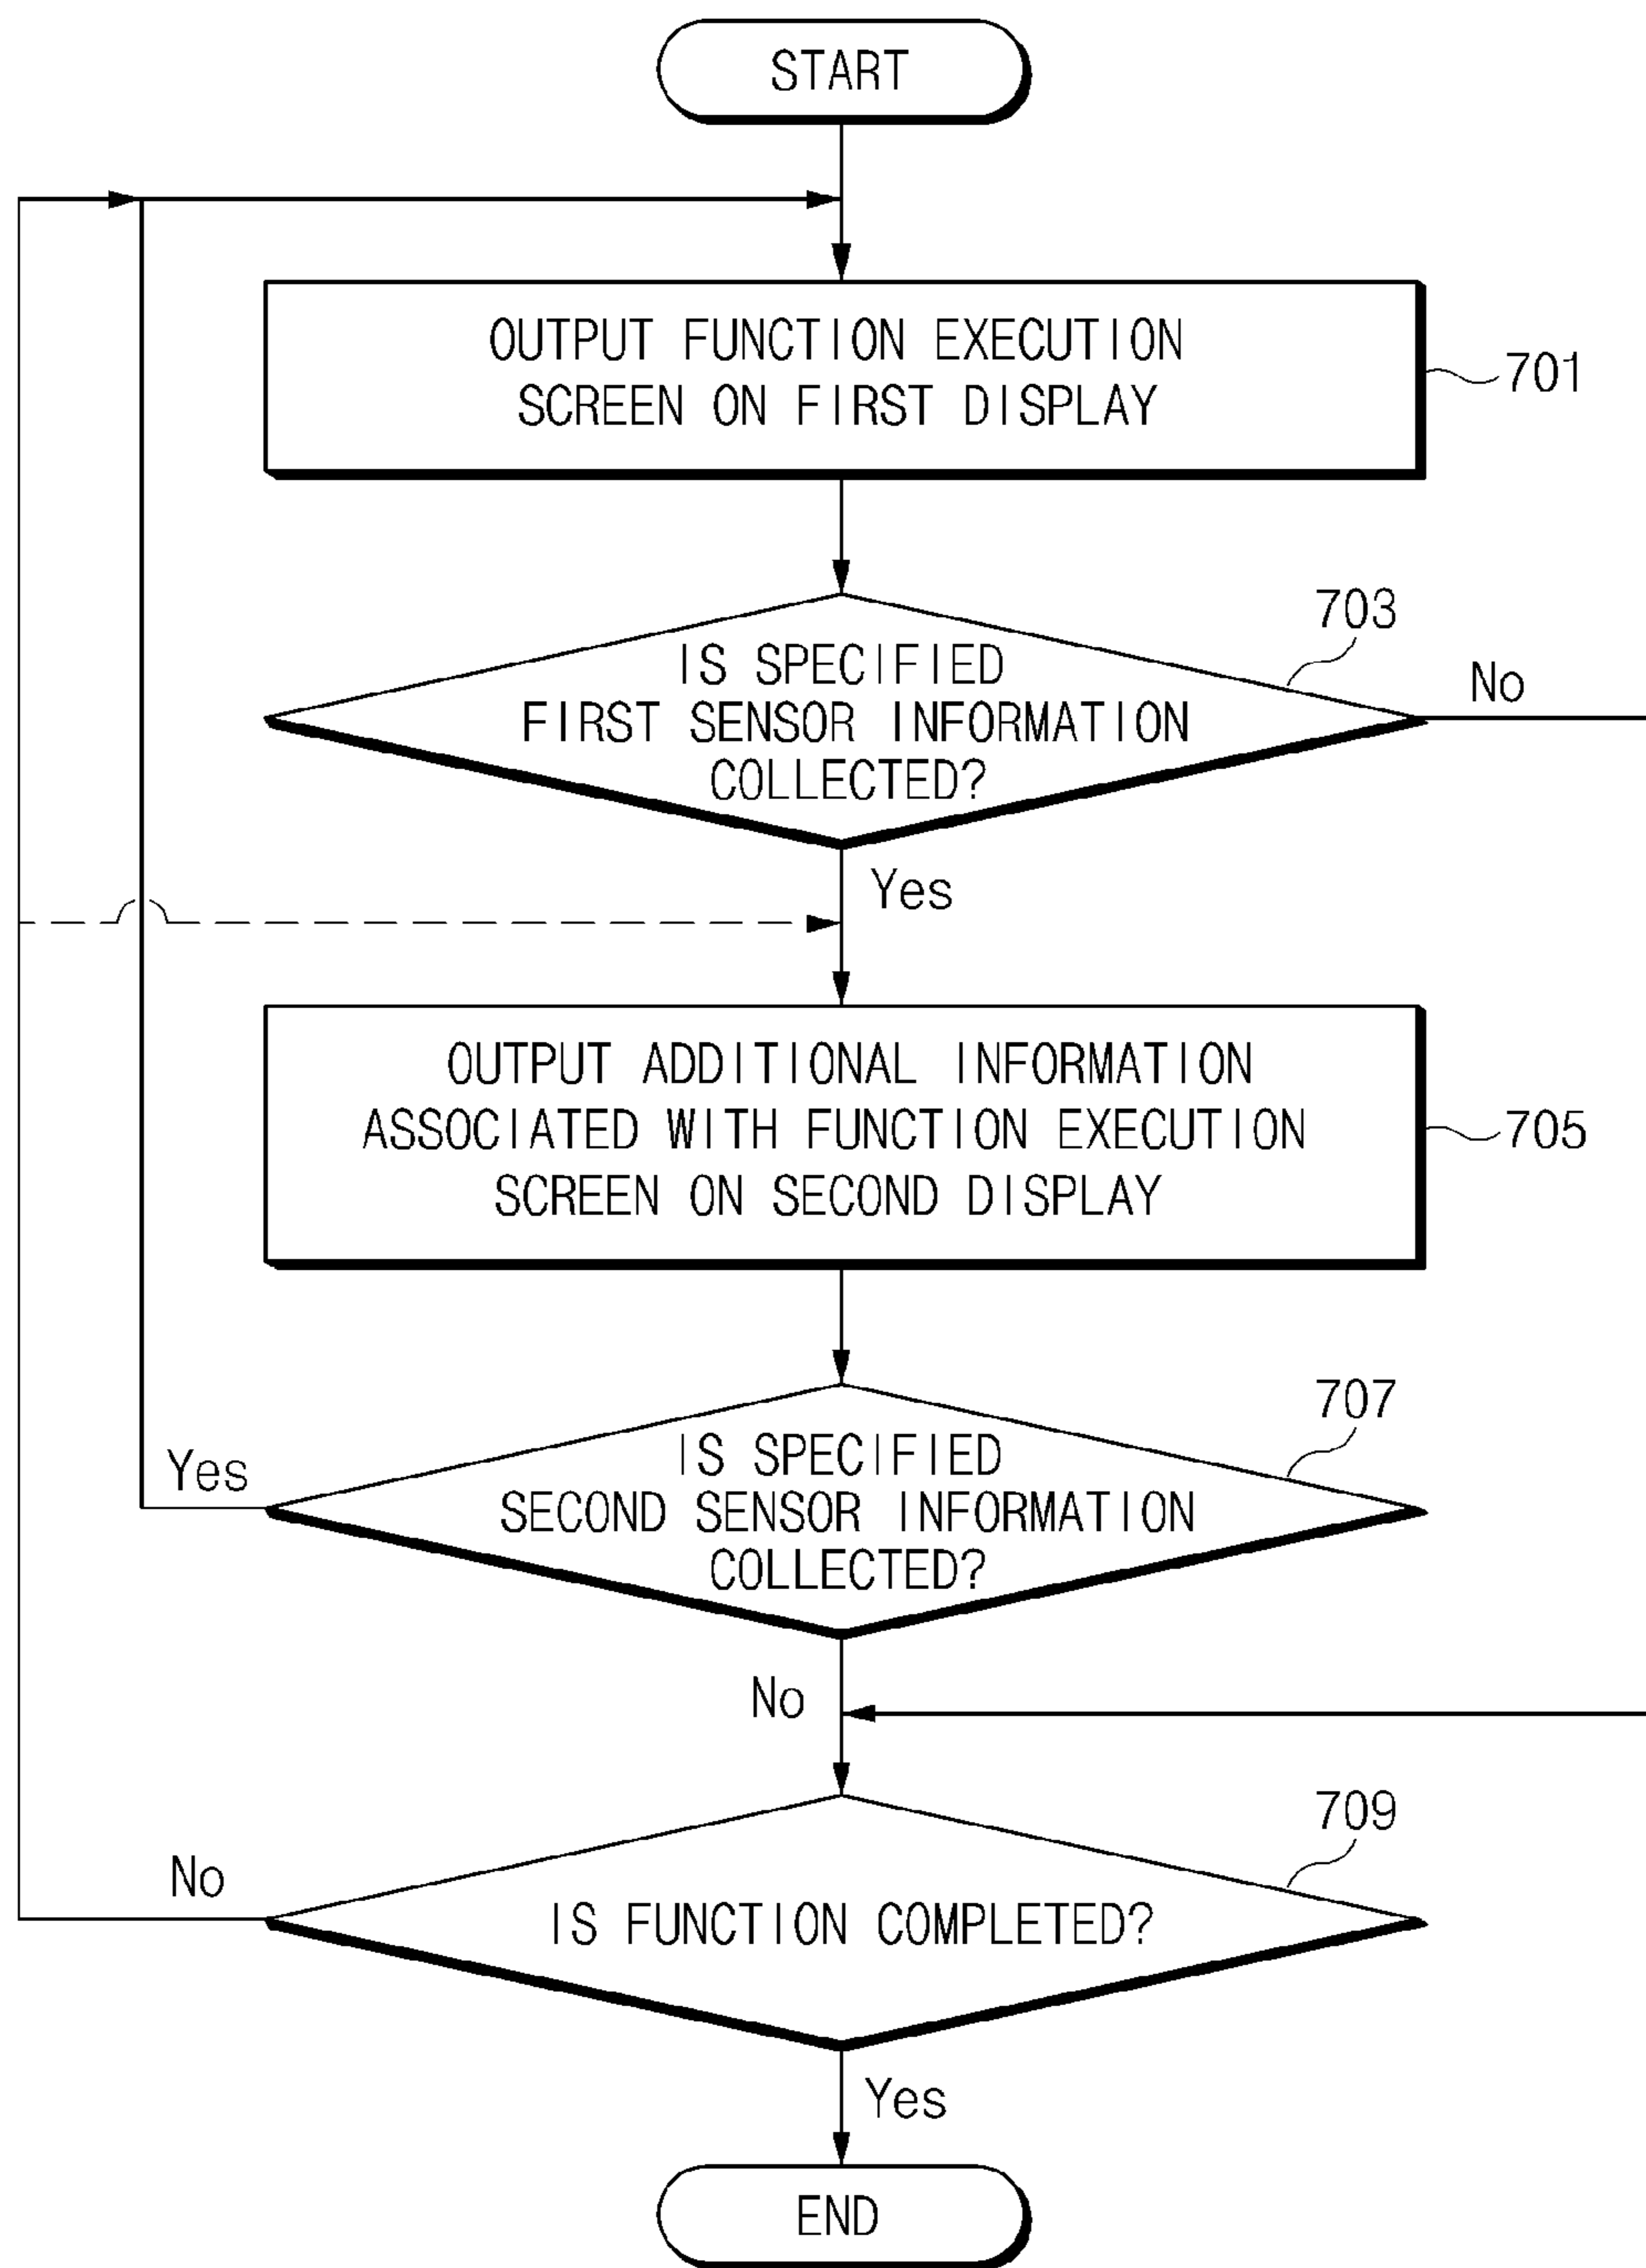 START
OUTPUT FUNCTION EXECUTION
SCREEN ON FIRST DISPLAY
701
703
IS SPECIFIED
FIRST SENSOR INFORMATION
COLLECTED?
No
Yes
OUTPUT ADDITIONAL INFORMATION
ASSOCIATED WITH FUNCTION EXECUTION
SCREEN ON SECOND DISPLAY
705
707
IS SPECIFIED
SECOND SENSOR INFORMATION
COLLECTED?
Yes
No
709
IS FUNCTION COMPLETED?
No
Yes
END